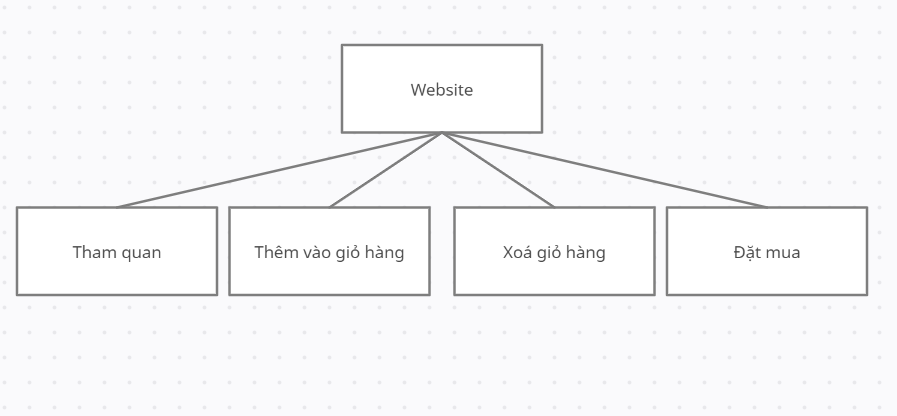 Website
Tham quan
Thêm vào giỏ hàng
Xoá giỏ hàng
Đặt mua